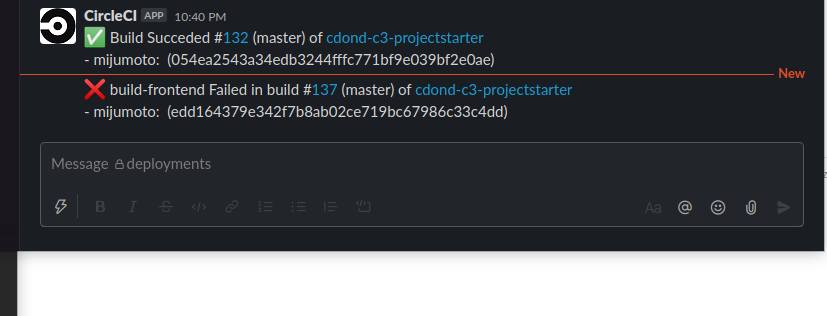 CircleCI APP 10:40 PM
✅ Build Succeded #132 (master) of cdond-c3-projectstarter
- mijumoto: (054ea2543a34edb3244fffc771bf9e039bf2e0ae)
New
❌ build-frontend Failed in build #137 (master) of cdond-c3-projectstarter
- mijumoto: (edd164379e342f7b8ab02ce719bc67986c33c4dd)
Message 🔒deployments
B I S </> Aa @